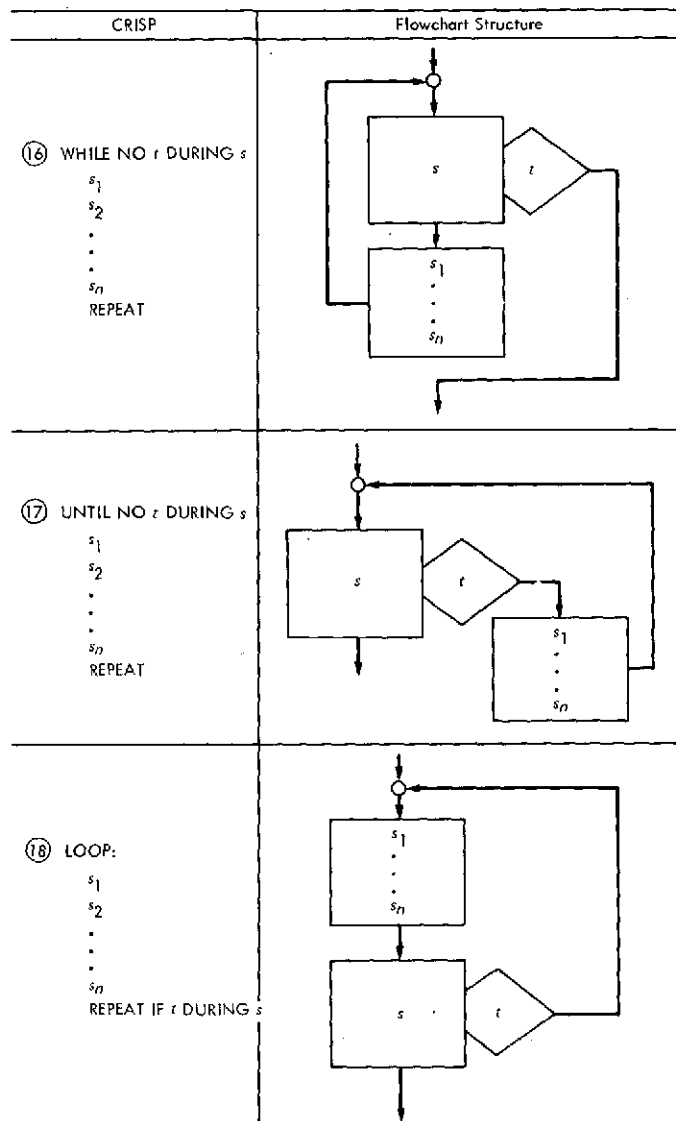 CRISP
Flowchart Structure
16 WHILE NO t DURING s
s1
s2
.
.
.
sn
REPEAT
s
t
s1
.
.
.
sn
17 UNTIL NO t DURING s
s1
s2
.
.
.
sn
REPEAT
s
t
s1
.
.
.
sn
18 LOOP:
s1
s2
.
.
.
sn
REPEAT IF t DURING s
s1
.
.
.
sn
s
t